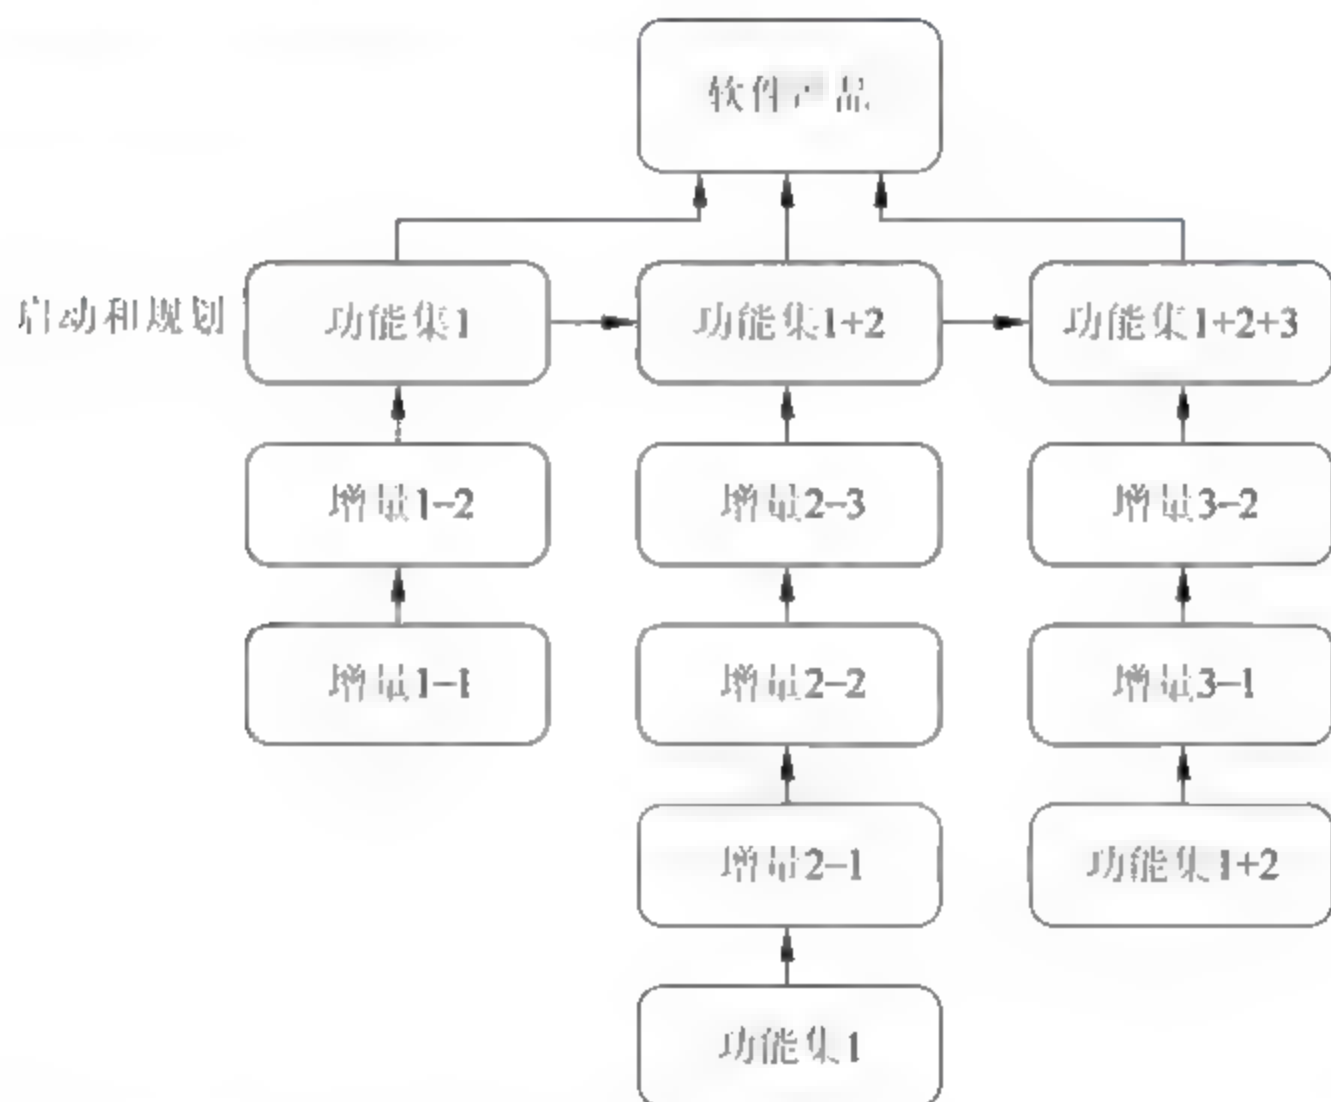 软件产品
启动和规划
功能集1
功能集1+2
功能集1+2+3
增量1-2
增量2-3
增量3-2
增量1-1
增量2-2
增量3-1
增量2-1
功能集1+2
功能集1